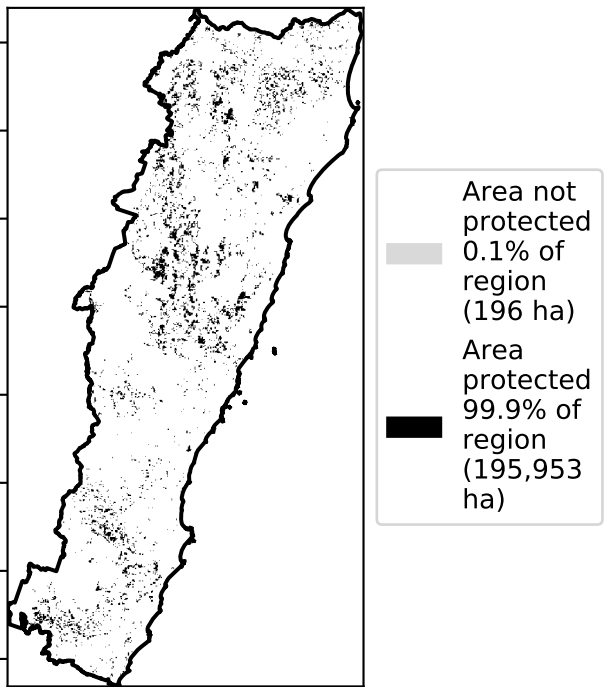 Area not
protected
0.1% of
region
(196 ha)
Area
protected
99.9% of
region
(195,953
ha)